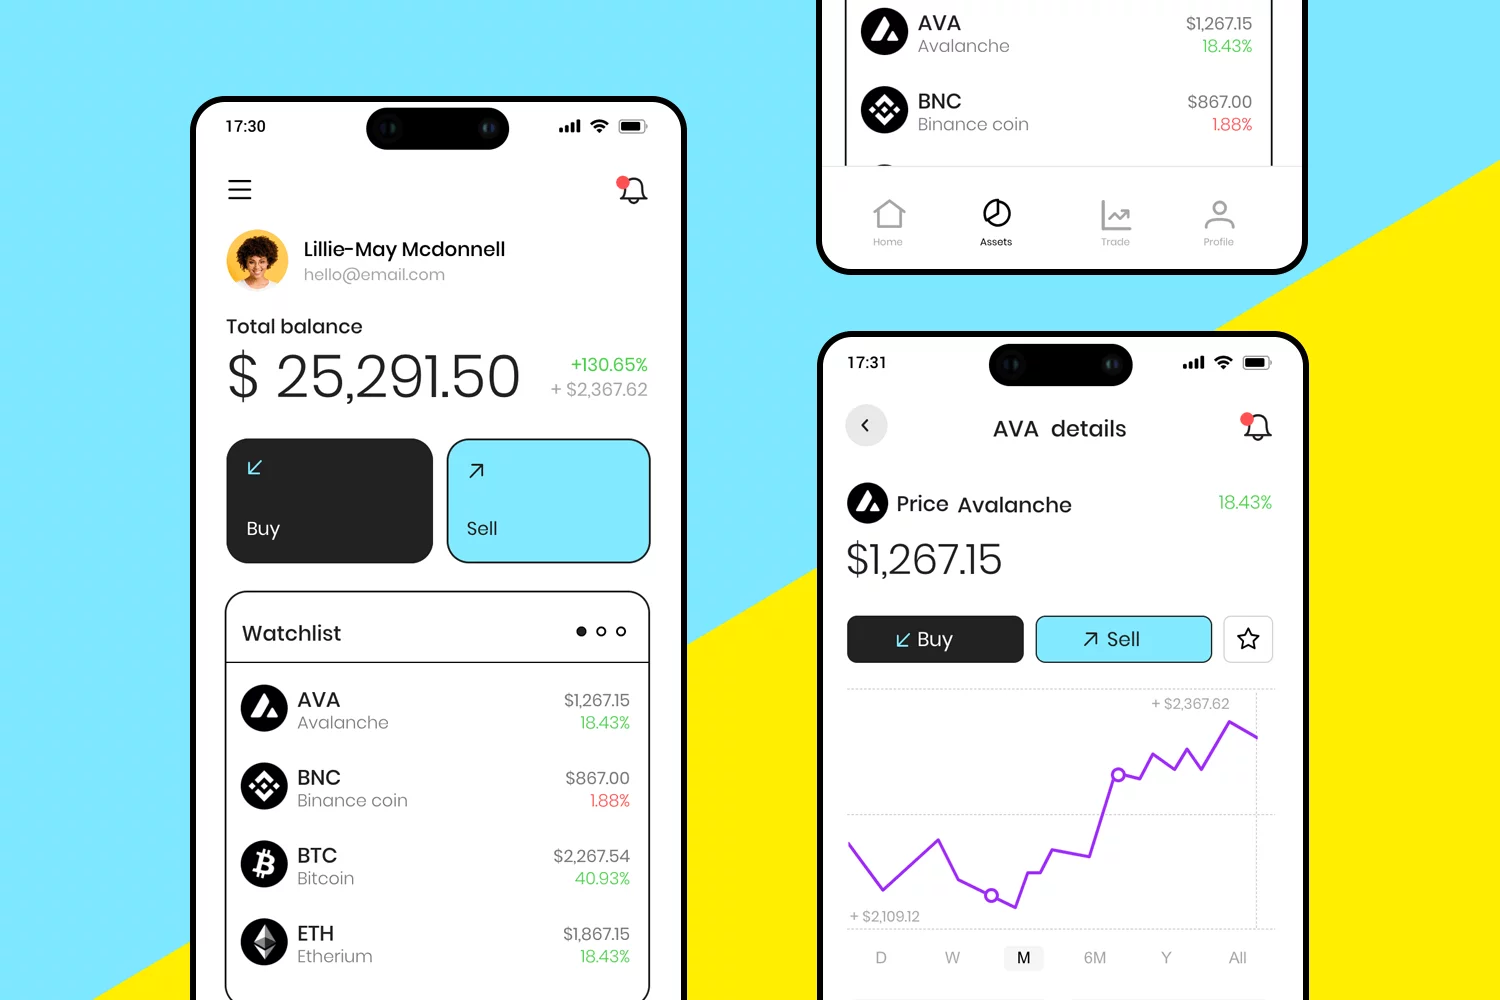 17:30
Lillie-May Mcdonnell
hello@email.com
Total balance
$ 25,291.50
+130.65%
+ $2,367.62
Buy
Sell
Watchlist
AVA
$1,267.15
Avalanche
18.43%
BNC
$867.00
Binance coin
1.88%
BTC
$2,267.54
Bitcoin
40.93%
ETH
$1,867.15
Etherium
18.43%
AVA
$1,267.15
Avalanche
18.43%
BNC
$867.00
Binance coin
1.88%
Home
Assets
Trade
Profile
17:31
AVA details
Price Avalanche
18.43%
$1,267.15
Buy
Sell
+ $2,367.62
+ $2,109.12
D W M 6M Y All